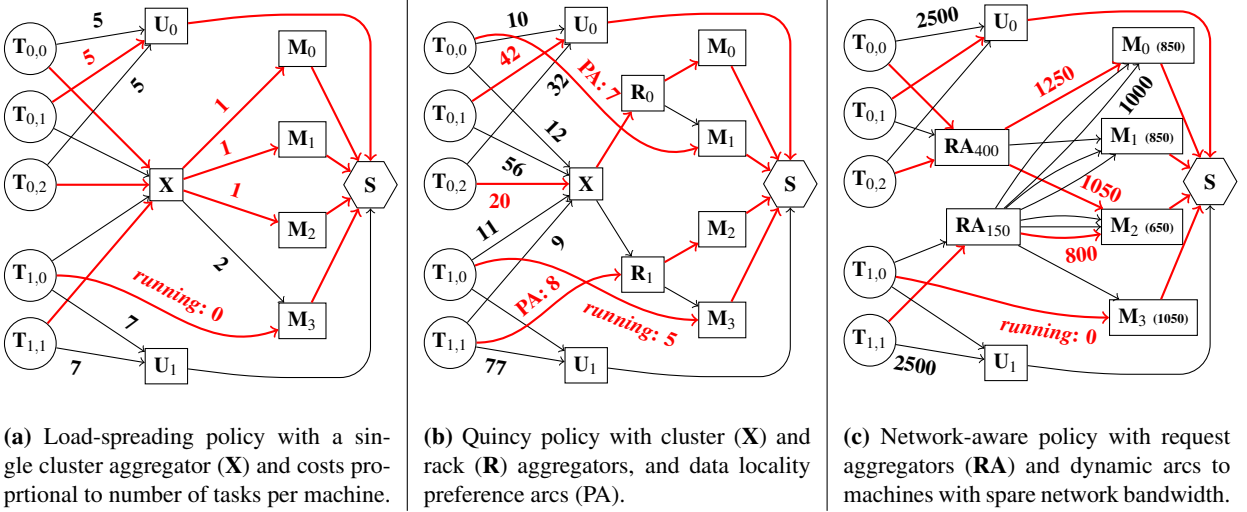 5
U0
T0,0
5
M0
T0,1
5
1
1
M1
T0,2
X
1
S
M2
2
T1,0
running: 0
M3
7
T1,1
7
U1
(a) Load-spreading policy with a sin-
gle cluster aggregator (X) and costs pro-
prtional to number of tasks per machine.
10
U0
T0,0
42
PA: 7
M0
R0
T0,1
32
12
M1
56
T0,2
X
20
S
11
9
M2
T1,0
R1
PA: 8
M3
running: 5
T1,1
77
U1
(b) Quincy policy with cluster (X) and
rack (R) aggregators, and data locality
preference arcs (PA).
2500
U0
T0,0
M0 (850)
1250
1000
T0,1
M1 (850)
RA400
T0,2
1050
S
RA150
M2 (650)
800
T1,0
M3 (1050)
running: 0
T1,1
2500
U1
(c) Network-aware policy with request
aggregators (RA) and dynamic arcs to
machines with spare network bandwidth.